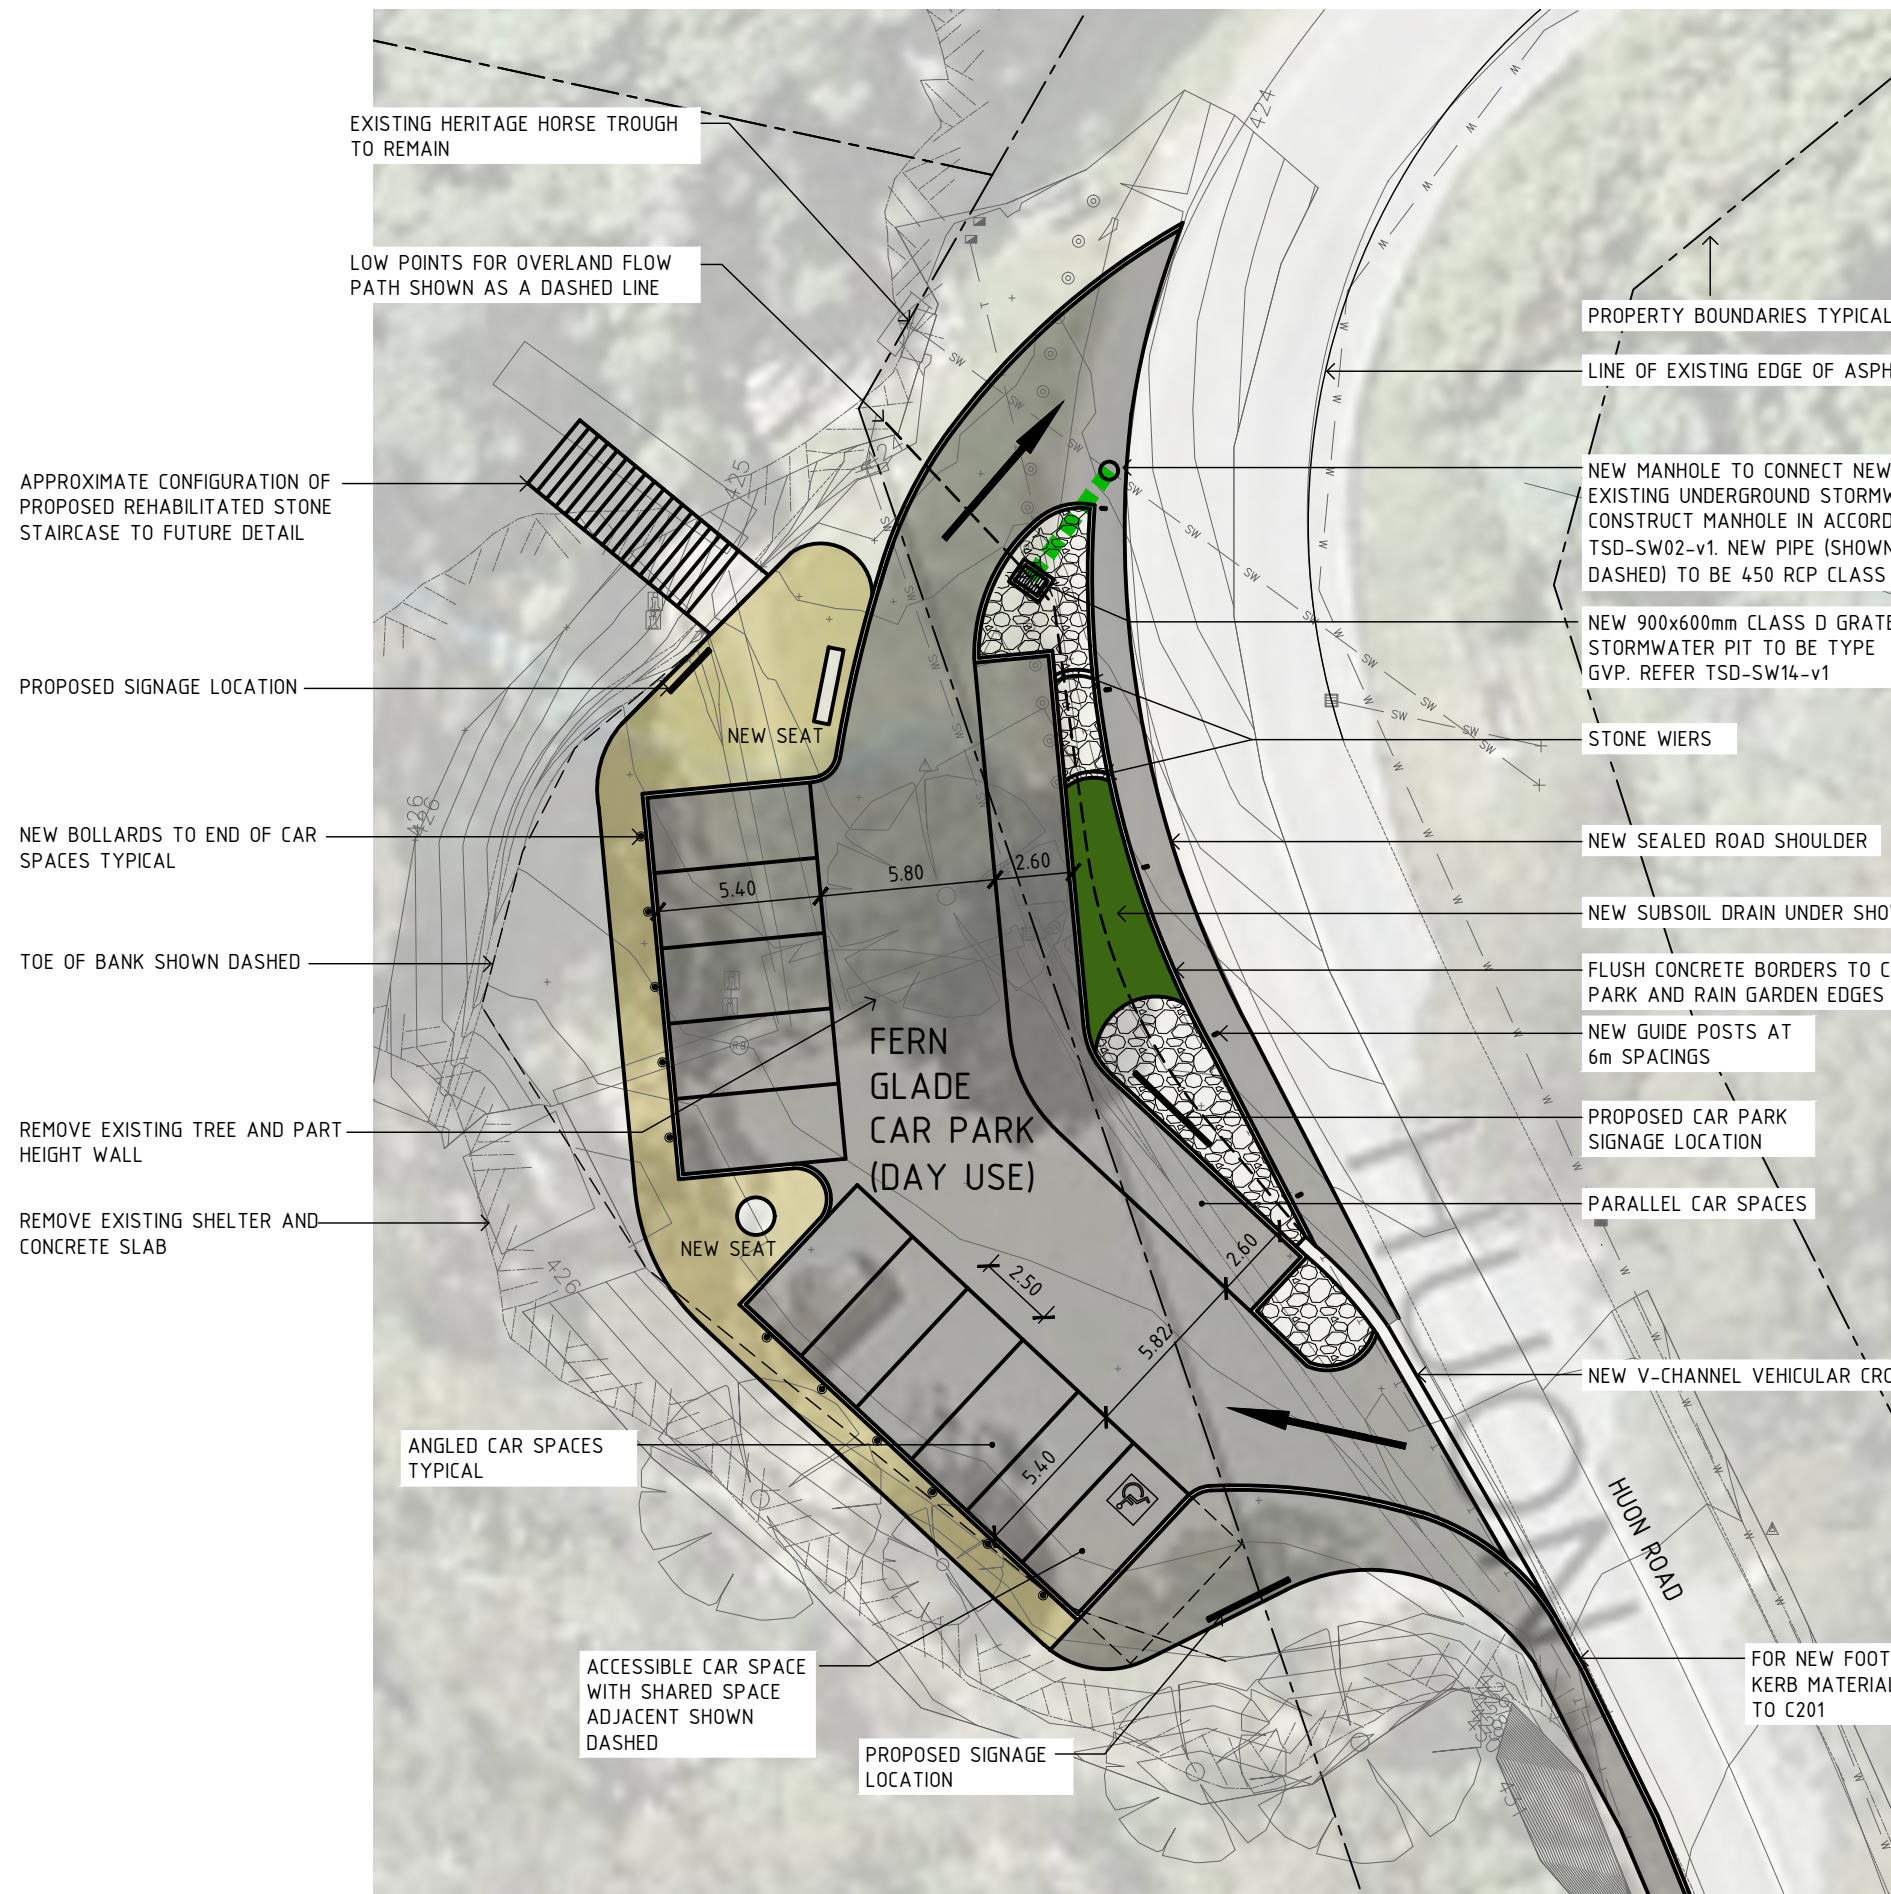 EXISTING HERITAGE HORSE TROUGH
TO REMAIN
LOW POINTS FOR OVERLAND FLOW
PATH SHOWN AS A DASHED LINE
APPROXIMATE CONFIGURATION OF
PROPOSED REHABILITATED STONE
STAIRCASE TO FUTURE DETAIL
PROPOSED SIGNAGE LOCATION
NEW BOLLARDS TO END OF CAR
SPACES TYPICAL
TOE OF BANK SHOWN DASHED
REMOVE EXISTING TREE AND PART
HEIGHT WALL
REMOVE EXISTING SHELTER AND
CONCRETE SLAB
ANGLED CAR SPACES
TYPICAL
ACCESSIBLE CAR SPACE
WITH SHARED SPACE
ADJACENT SHOWN
DASHED
PROPOSED SIGNAGE
LOCATION
NEW SEAT
NEW SEAT
FERN
GLADE
CAR PARK
(DAY USE)
5.40
5.80
2.60
2.50
2.60
5.82
5.40
424
424
425
426
426
426
431
HUON
HUON ROAD
PROPERTY BOUNDARIES TYPICAL
LINE OF EXISTING EDGE OF ASPH
NEW MANHOLE TO CONNECT NEW
EXISTING UNDERGROUND STORMW
CONSTRUCT MANHOLE IN ACCORD
TSD-SW02-v1. NEW PIPE (SHOWN
DASHED) TO BE 450 RCP CLASS
NEW 900x600mm CLASS D GRATE
STORMWATER PIT TO BE TYPE
GVP. REFER TSD-SW14-v1
STONE WIERS
NEW SEALED ROAD SHOULDER
NEW SUBSOIL DRAIN UNDER SHO
FLUSH CONCRETE BORDERS TO C
PARK AND RAIN GARDEN EDGES
NEW GUIDE POSTS AT
6m SPACINGS
PROPOSED CAR PARK
SIGNAGE LOCATION
PARALLEL CAR SPACES
NEW V-CHANNEL VEHICULAR CRO
FOR NEW FOOT
KERB MATERIAL
TO C201